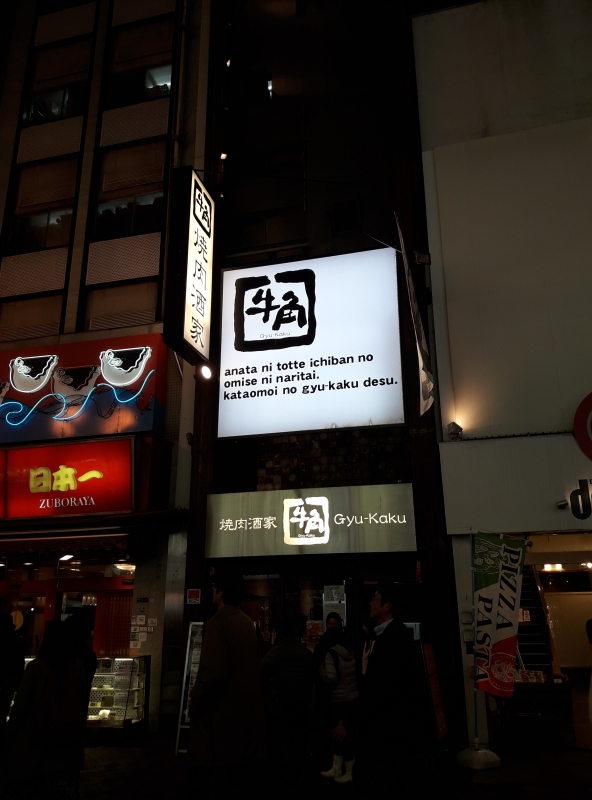 牛角
焼肉酒家
牛角
Gyu-Kaku
anata ni totte ichiban no
omise ni naritai.
kataomoi no gyu-kaku desu.
日本一
ZUBORAYA
焼肉酒家 牛角 Gyu-Kaku
PIZZA
PASTA